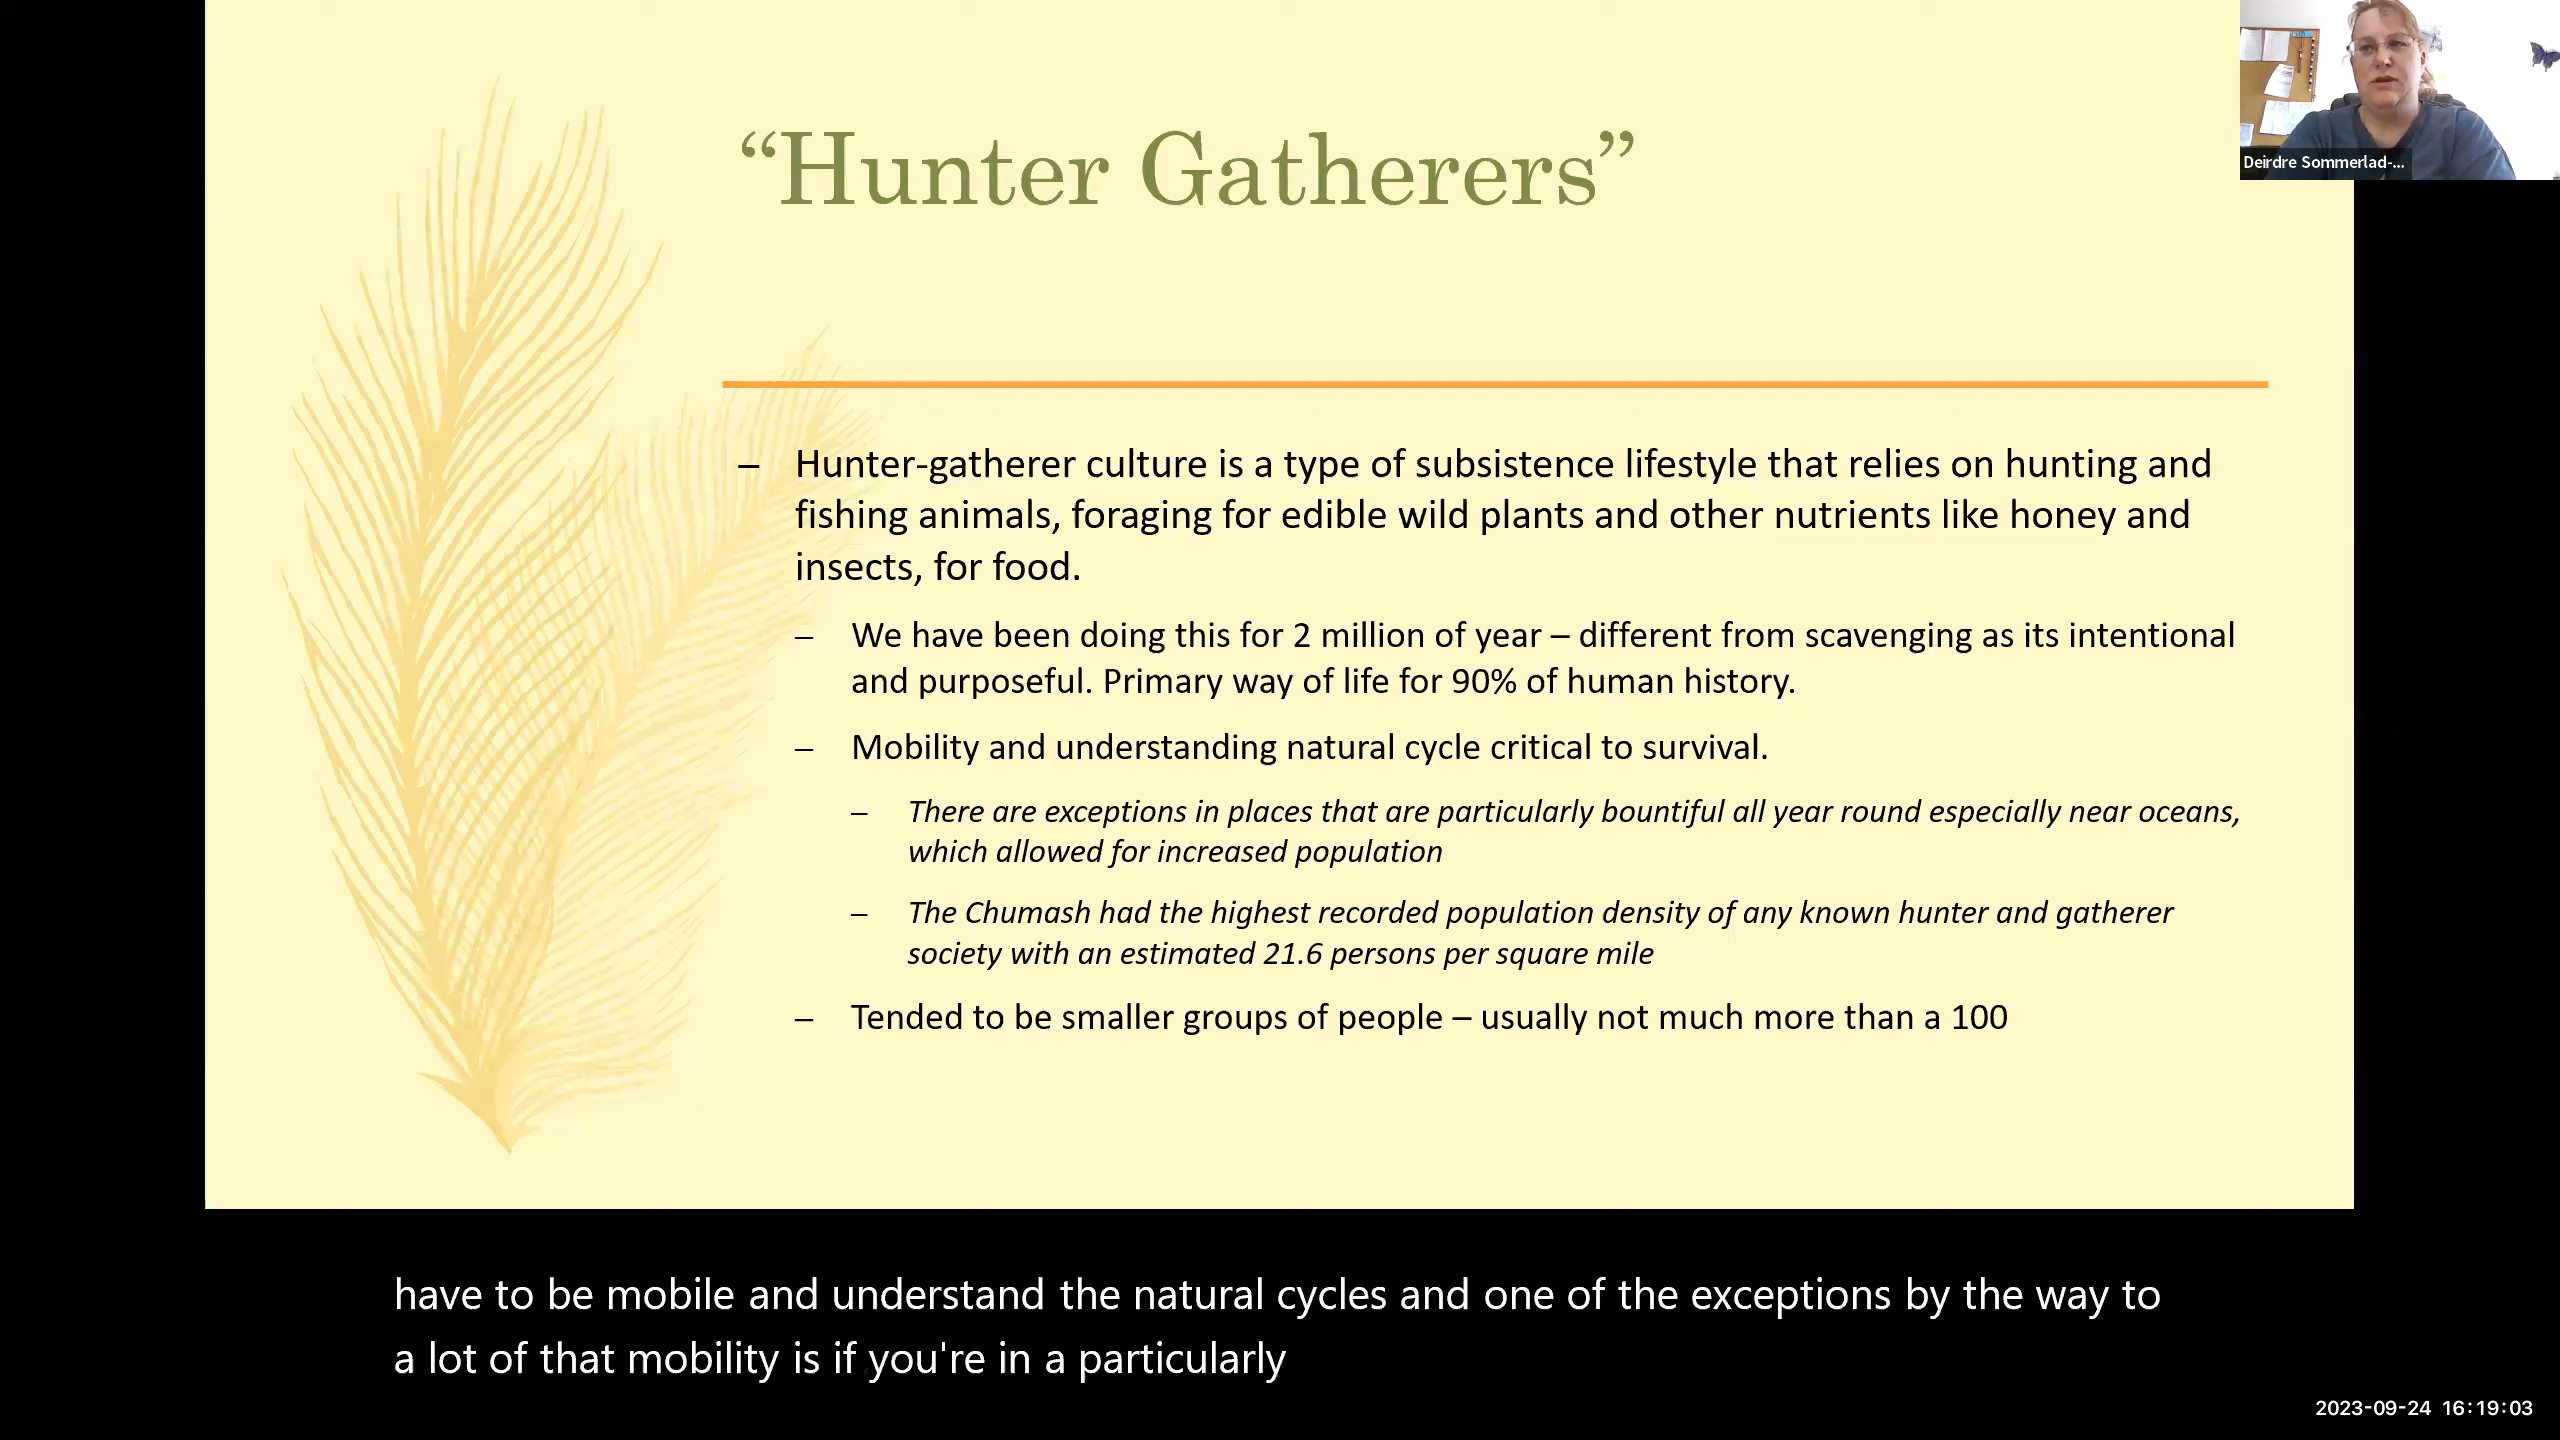 “Hunter Gatherers”
Deirdre Sommerlad-...
– Hunter-gatherer culture is a type of subsistence lifestyle that relies on hunting and
fishing animals, foraging for edible wild plants and other nutrients like honey and
insects, for food.
– We have been doing this for 2 million of year – different from scavenging as its intentional
and purposeful. Primary way of life for 90% of human history.
– Mobility and understanding natural cycle critical to survival.
– There are exceptions in places that are particularly bountiful all year round especially near oceans,
which allowed for increased population
– The Chumash had the highest recorded population density of any known hunter and gatherer
society with an estimated 21.6 persons per square mile
– Tended to be smaller groups of people – usually not much more than a 100
have to be mobile and understand the natural cycles and one of the exceptions by the way to
a lot of that mobility is if you're in a particularly
2023-09-24 16:19:03